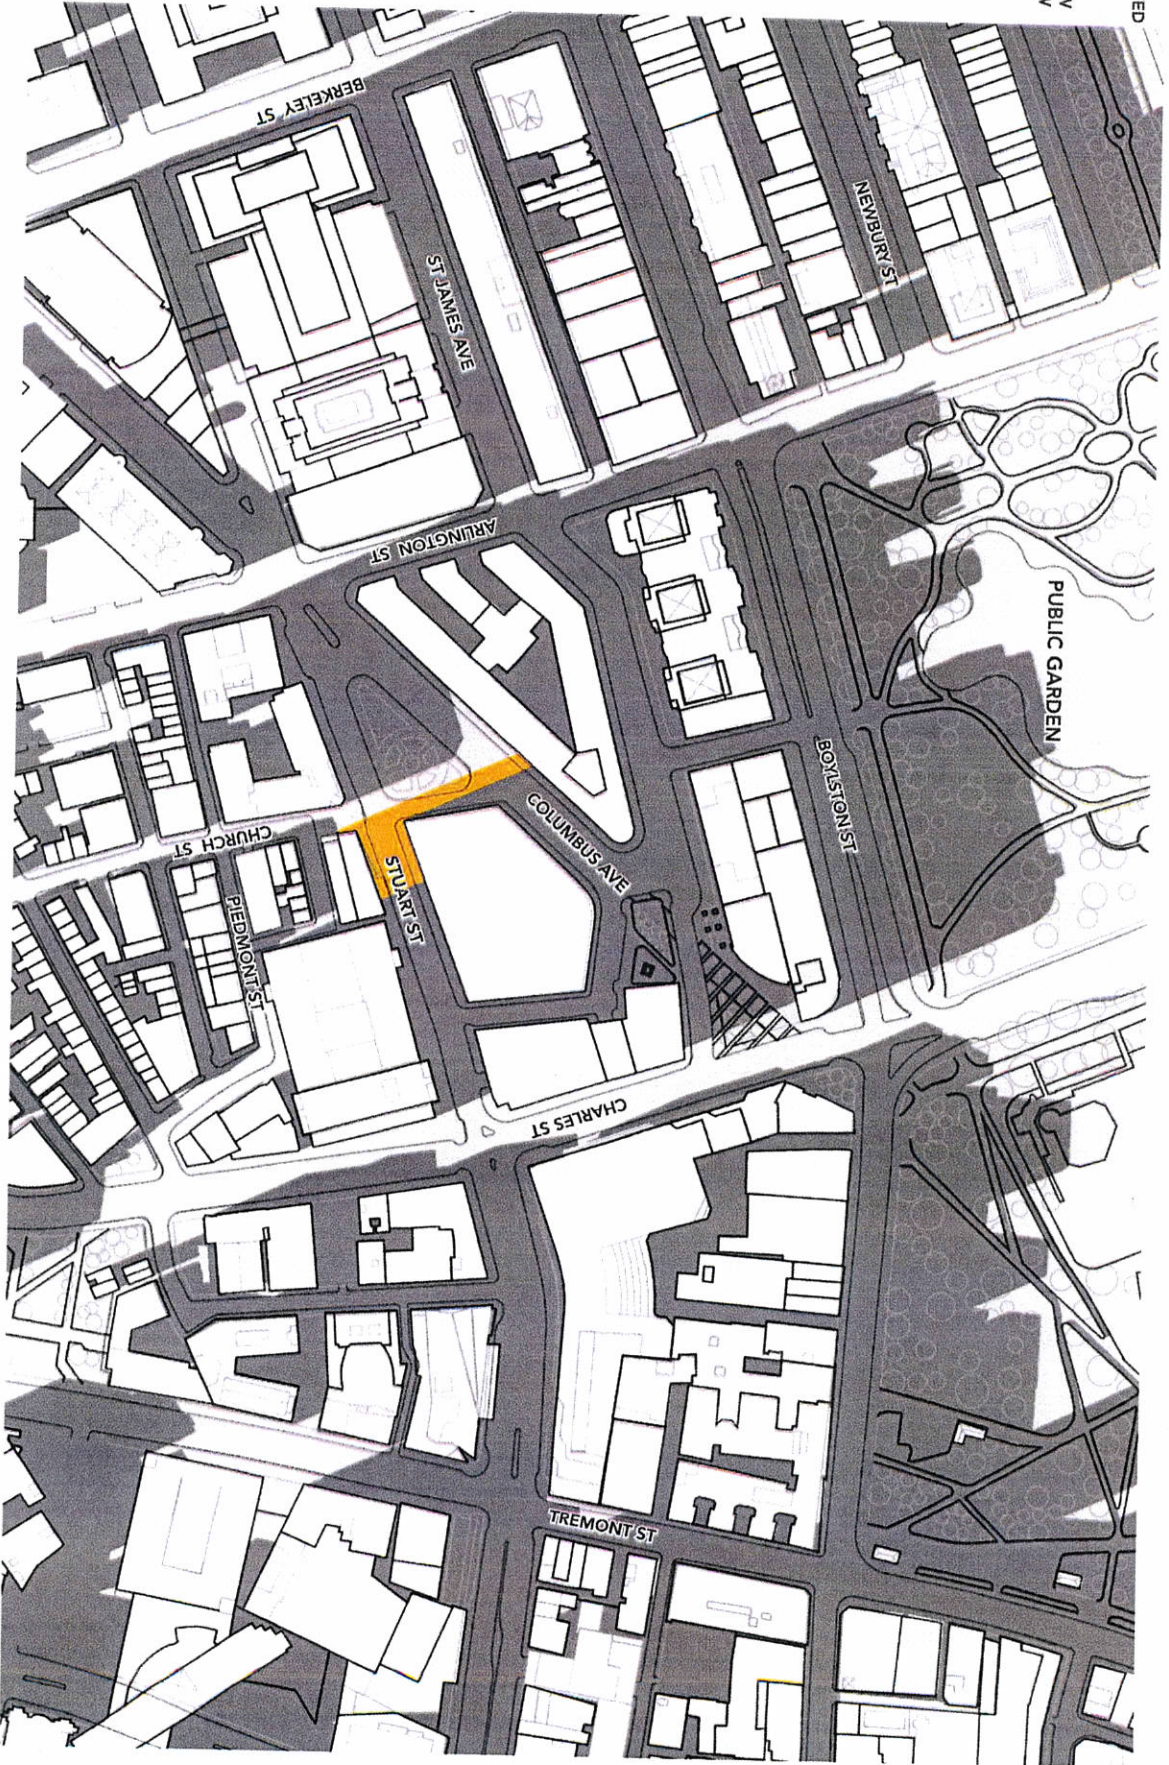 ED
V
V
BERKELEY ST
NEWBURY ST
ST JAMES AVE
ARLINGTON ST
PUBLIC GARDEN
BOYLSTON ST
COLUMBUS AVE
CHURCH ST
STUART ST
PIEDMONT ST
CHARLES ST
TREMONT ST